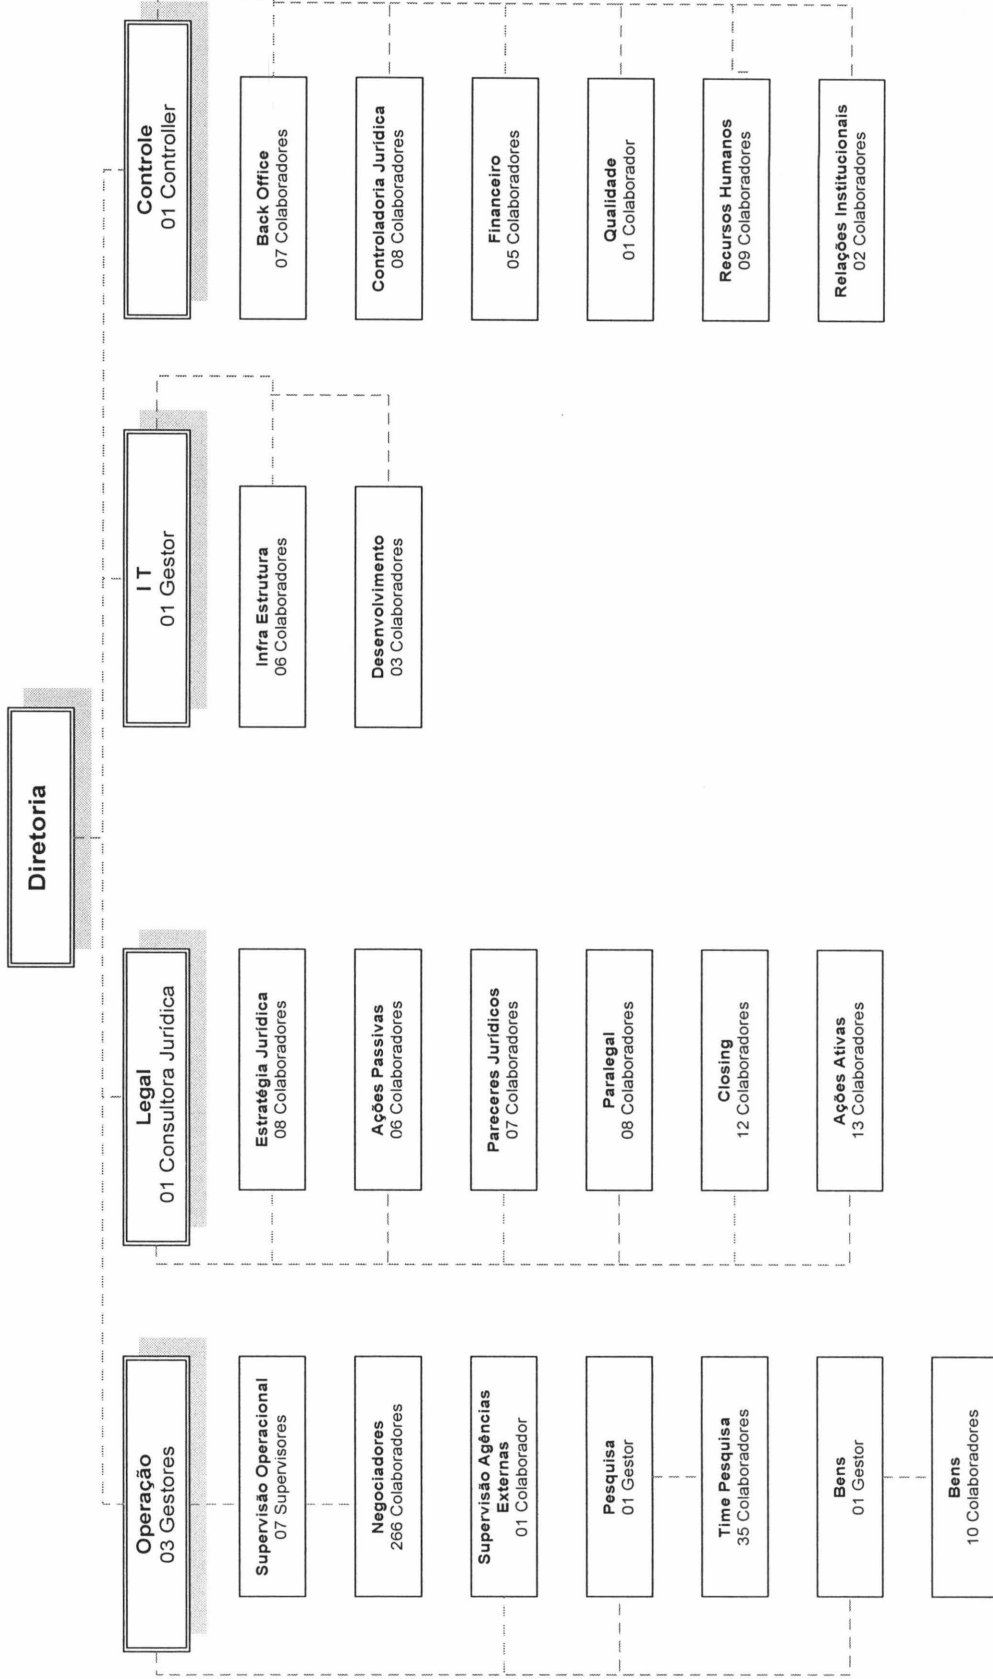 Diretoria
Operação
03 Gestores
Supervisão Operacional
07 Supervisores
Negociadores
266 Colaboradores
Supervisão Agências
Externas
01 Colaborador
Pesquisa
01 Gestor
Time Pesquisa
35 Colaboradores
Bens
01 Gestor
Bens
10 Colaboradores
Legal
01 Consultora Jurídica
Estratégia Jurídica
08 Colaboradores
Ações Passivas
06 Colaboradores
Pareceres Jurídicos
07 Colaboradores
Paralegal
08 Colaboradores
Closing
12 Colaboradores
Ações Ativas
13 Colaboradores
I T
01 Gestor
Infra Estrutura
06 Colaboradores
Desenvolvimento
03 Colaboradores
Controle
01 Controller
Back Office
07 Colaboradores
Controladoria Jurídica
08 Colaboradores
Financeiro
05 Colaboradores
Qualidade
01 Colaborador
Recursos Humanos
09 Colaboradores
Relações Institucionais
02 Colaboradores